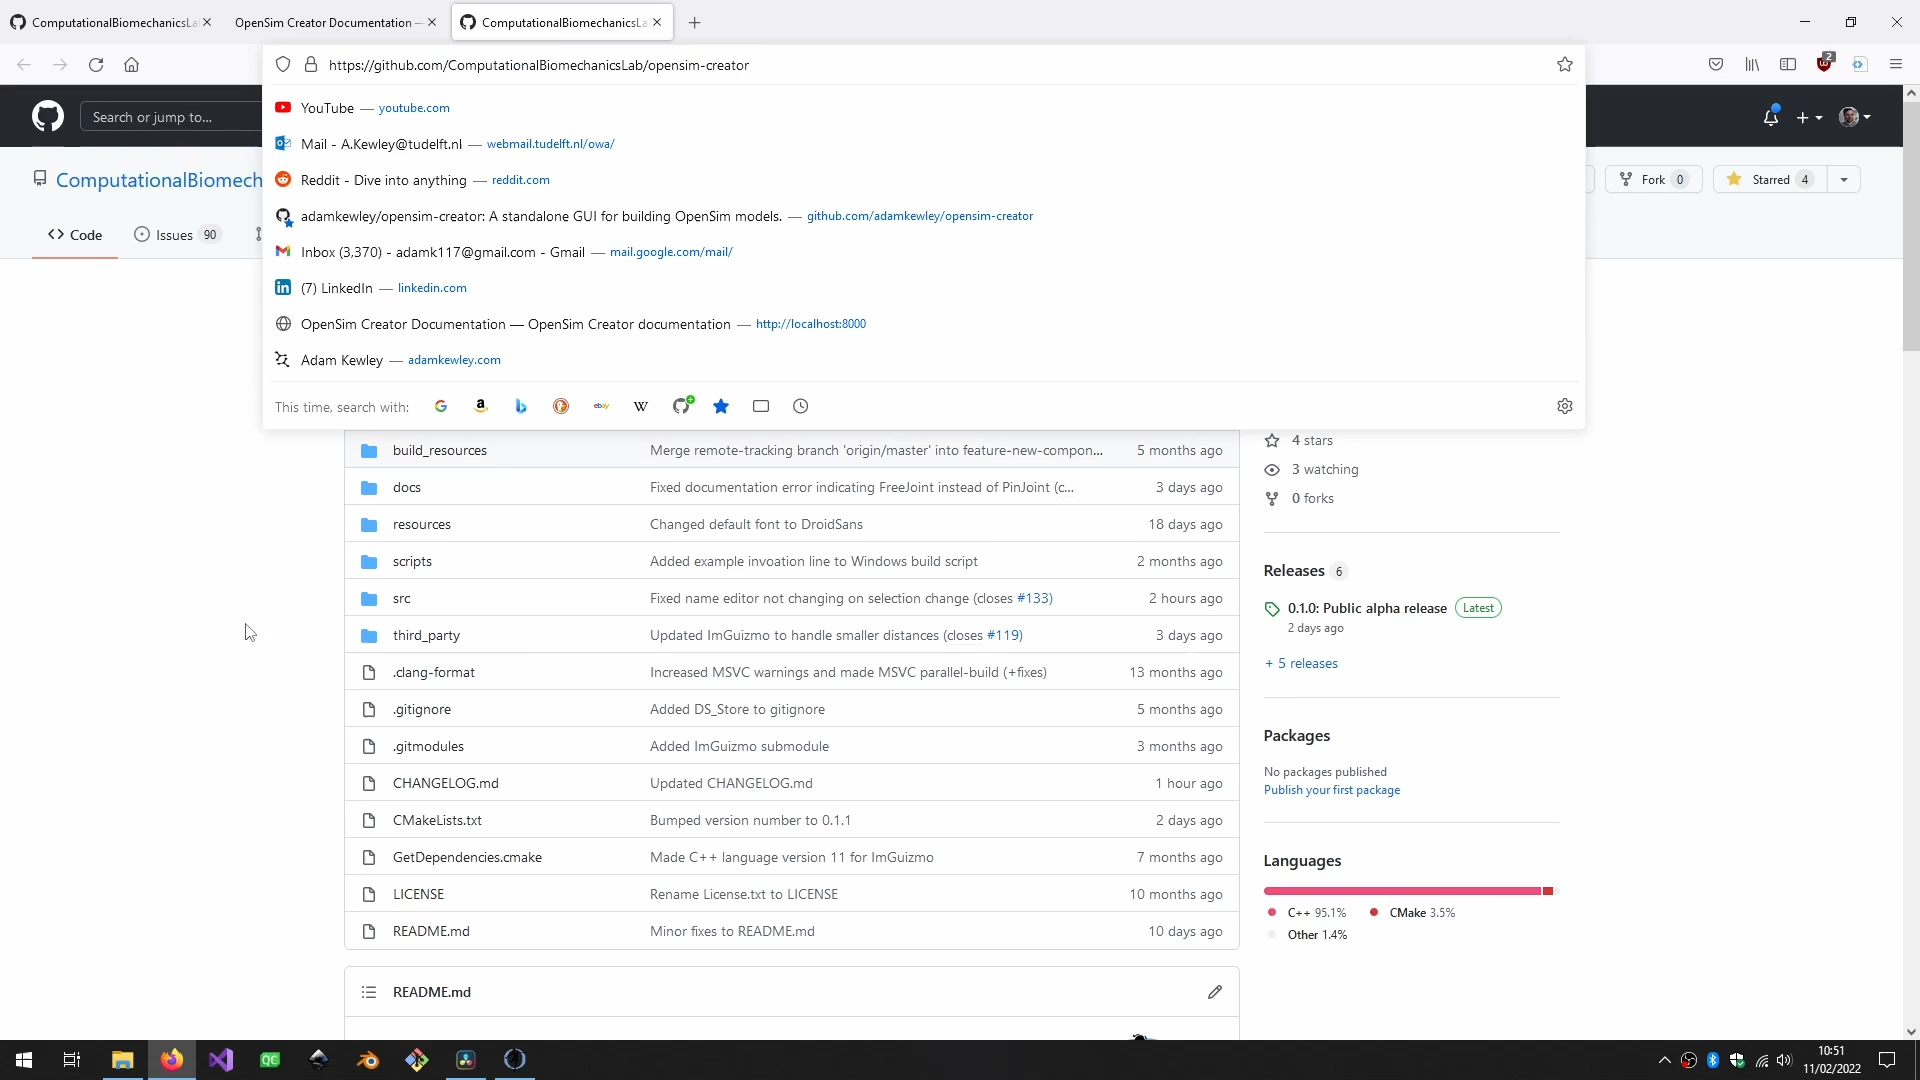 ComputationalBiomechanicsLa
OpenSim Creator Documentation —
ComputationalBiomechanicsLa
https://github.com/ComputationalBiomechanicsLab/opensim-creator
2
YouTube — youtube.com
Search or jump to...
Mail - A.Kewley@tudelft.nl — webmail.tudelft.nl/owa/
ComputationalBiomech
Reddit - Dive into anything — reddit.com
Fork 0
Starred 4
adamkewley/opensim-creator: A standalone GUI for building OpenSim models. — github.com/adamkewley/opensim-creator
Code
Issues 90
Inbox (3,370) - adamk117@gmail.com - Gmail — mail.google.com/mail/
(7) LinkedIn — linkedin.com
OpenSim Creator Documentation — OpenSim Creator documentation — http://localhost:8000
Adam Kewley — adamkewley.com
This time, search with:
G
a
b
ebay
W
build_resources Merge remote-tracking branch 'origin/master' into feature-new-compon... 5 months ago
docs Fixed documentation error indicating FreeJoint instead of PinJoint (c... 3 days ago
resources Changed default font to DroidSans 18 days ago
scripts Added example invoation line to Windows build script 2 months ago
src Fixed name editor not changing on selection change (closes #133) 2 hours ago
third_party Updated ImGuizmo to handle smaller distances (closes #119) 3 days ago
.clang-format Increased MSVC warnings and made MSVC parallel-build (+fixes) 13 months ago
.gitignore Added DS_Store to gitignore 5 months ago
.gitmodules Added ImGuizmo submodule 3 months ago
CHANGELOG.md Updated CHANGELOG.md 1 hour ago
CMakeLists.txt Bumped version number to 0.1.1 2 days ago
GetDependencies.cmake Made C++ language version 11 for ImGuizmo 7 months ago
LICENSE Rename License.txt to LICENSE 10 months ago
README.md Minor fixes to README.md 10 days ago
README.md
4 stars
3 watching
0 forks
Releases 6
0.1.0: Public alpha release Latest
2 days ago
+ 5 releases
Packages
No packages published
Publish your first package
Languages
C++ 95.1% CMake 3.5%
Other 1.4%
QC
10:51
11/02/2022